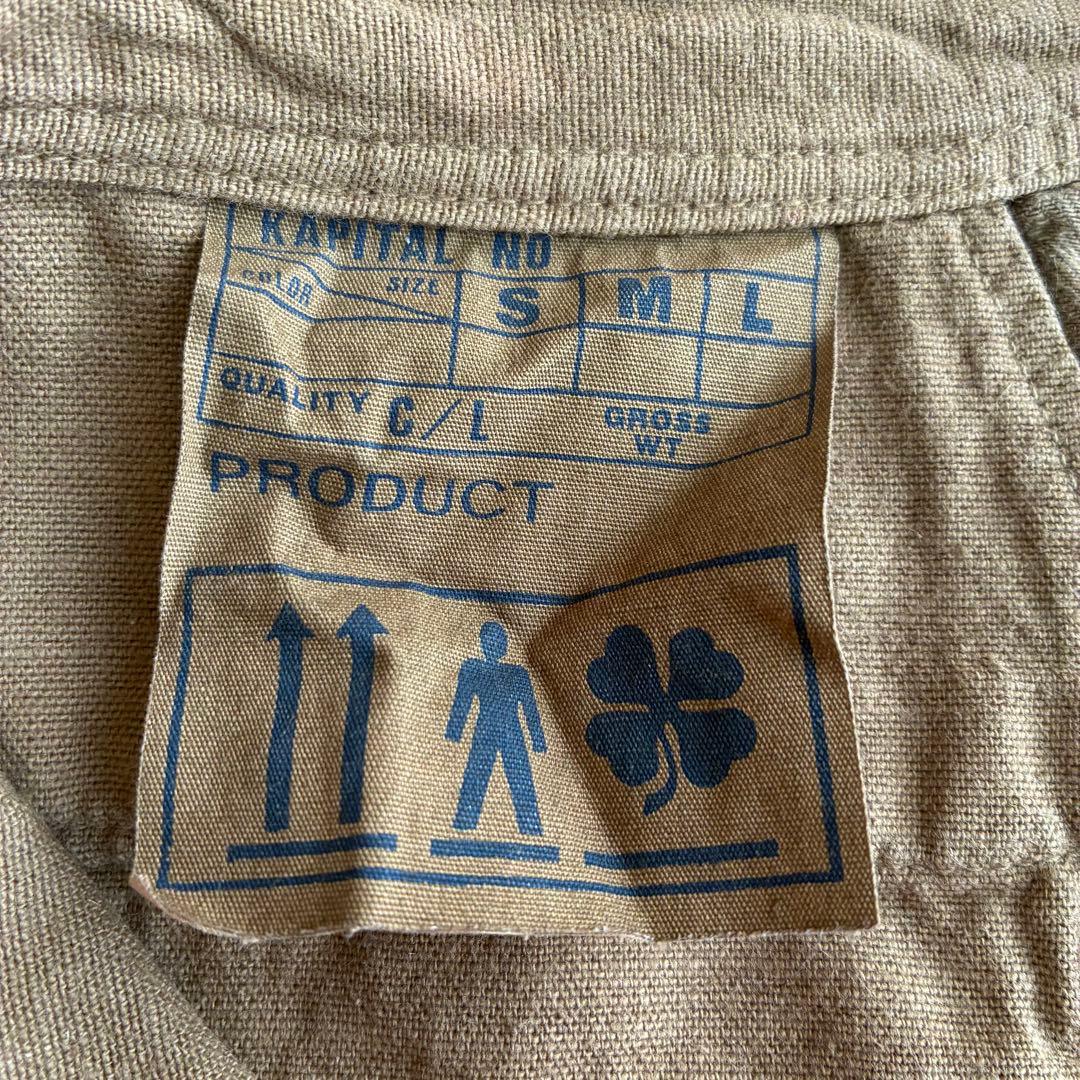 KAPITAL NO
COLOR SIZE S M L
QUALITY C/L GROSS WT
PRODUCT